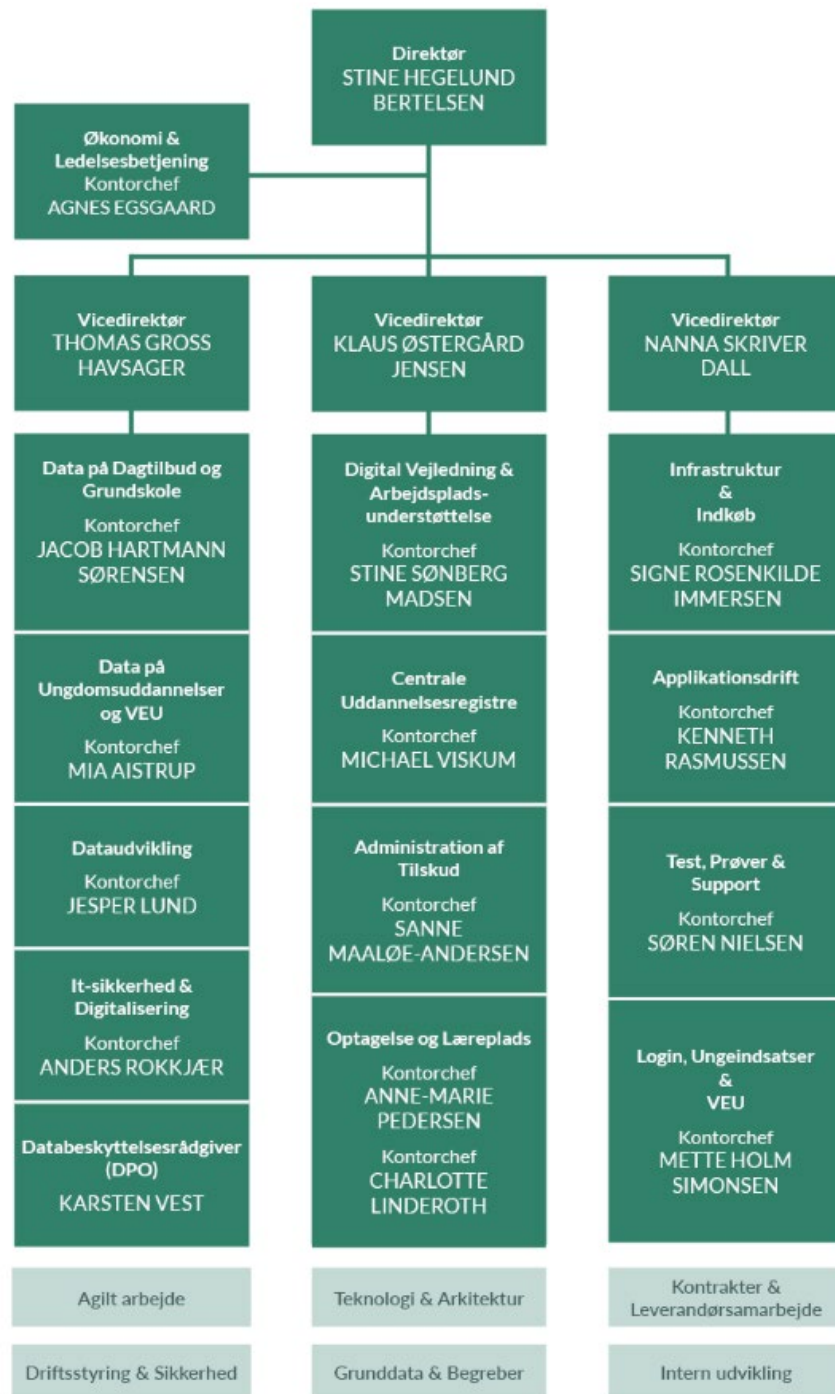 Direktør
STINE HEGELUND
BERTELSEN
Økonomi &
Ledelsesbetjening
Kontorchef
AGNES EGSGAARD
Vicedirektør
THOMAS GROSS
HAVSAGER
Data på Dagtilbud og
Grundskole
Kontorchef
JACOB HARTMANN
SØRENSEN
Data på
Ungdomsuddannelser
og VEU
Kontorchef
MIA AISTRUP
Dataudvikling
Kontorchef
JESPER LUND
It-sikkerhed &
Digitalisering
Kontorchef
ANDERS ROKKJÆR
Databeskyttelsesrådgiver
(DPO)
KARSTEN VEST
Vicedirektør
KLAUS ØSTERGÅRD
JENSEN
Digital Vejledning &
Arbejdsplads-
understøttelse
Kontorchef
STINE SØNBERG
MADSEN
Centrale
Uddannelsesregistre
Kontorchef
MICHAEL VISKUM
Administration af
Tilskud
Kontorchef
SANNE
MAALØE-ANDERSEN
Optagelse og Læreplads
Kontorchef
ANNE-MARIE
PEDERSEN
Kontorchef
CHARLOTTE
LINDEROTH
Vicedirektør
NANNA SKRIVER
DALL
Infrastruktur
&
Indkøb
Kontorchef
SIGNE ROSENKILDE
IMMERSEN
Applikationsdrift
Kontorchef
KENNETH
RASMUSSEN
Test, Prøver &
Support
Kontorchef
SØREN NIELSEN
Login, Ungeindsatser
&
VEU
Kontorchef
METTE HOLM
SIMONSEN
Agilt arbejde
Teknologi & Arkitektur
Kontrakter &
Leverandørsamarbejde
Driftsstyring & Sikkerhed
Grunddata & Begreber
Intern udvikling